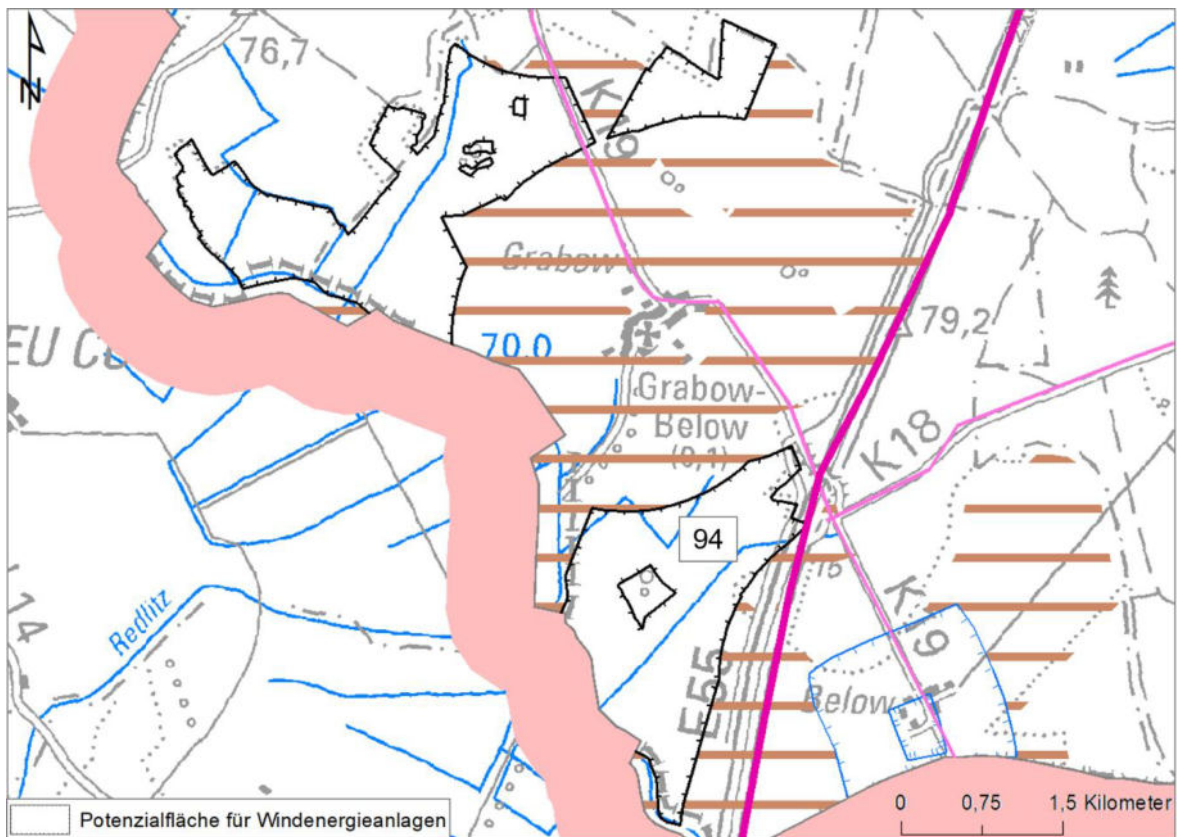 N
76,7
K19
"
Grabow
EU C
70,0
79,2
Grabow-
Below
(0,1)
K18
94
15
14
Redlitz
E55
K19
Below
Potenzialfläche für Windenergieanlagen
0 0,75 1,5 Kilometer